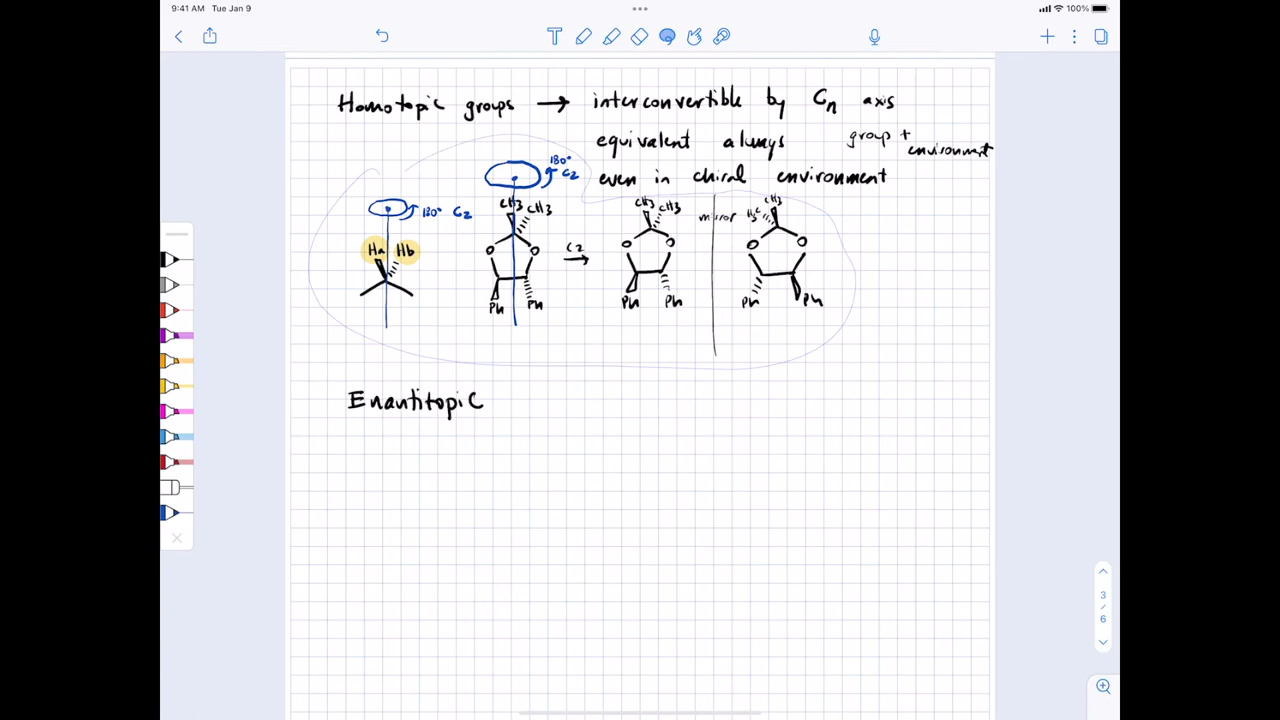 9:41 AM Tue Jan 9
100%
T
Homotopic groups → interconvertible by Cn axis
equivalent always group + environment
even in chiral environment
180° C2
180° C2
Ha Hb
CH3 CH3
O O
Ph Ph
C2 →
CH3 CH3
O O
Ph Ph
mirror
H3C CH3
O O
Ph Ph
Enantitopic
3
/
6